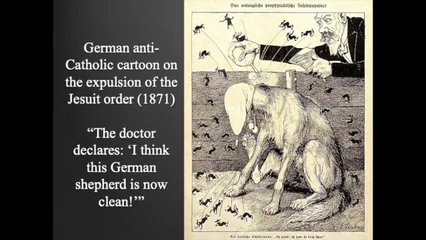 German anti-
Catholic cartoon on
the expulsion of the
Jesuit order (1871)
“The doctor
declares: ‘I think
this German
shepherd is now
clean!’”